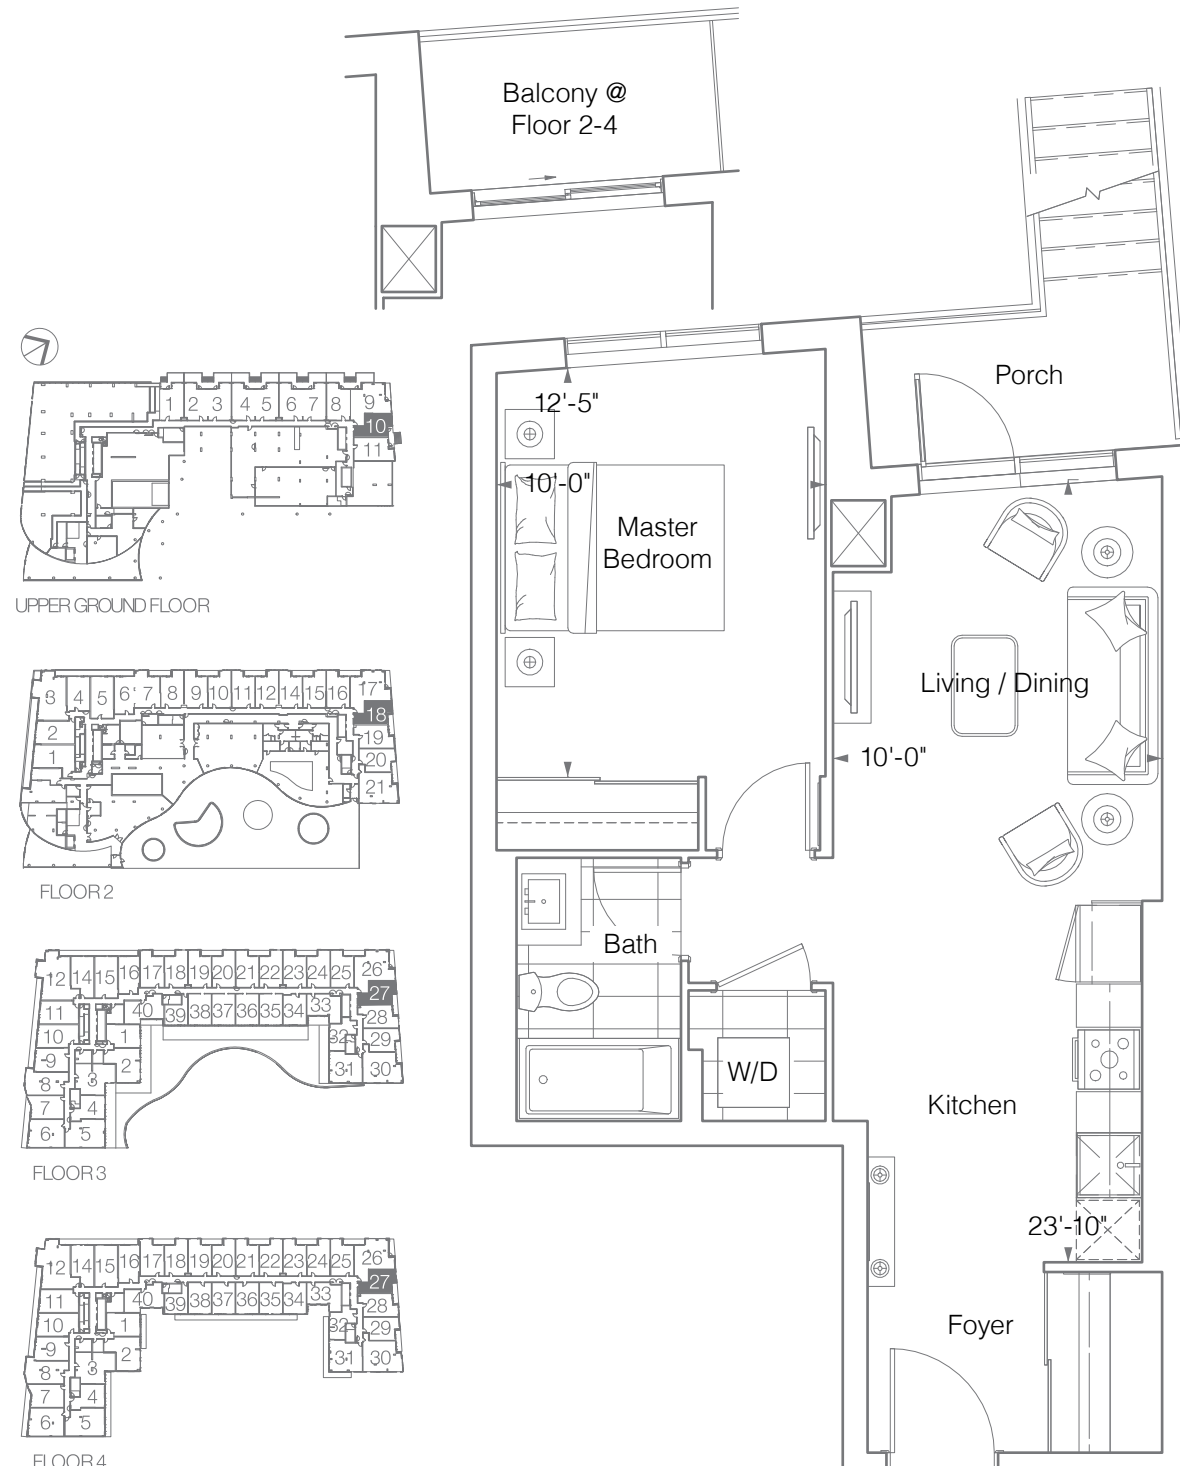 Balcony @
Floor 2-4
Porch
12'-5"
10'-0"
Master
Bedroom
Living / Dining
10'-0"
Bath
W/D
Kitchen
23'-10"
Foyer
1 2 3 4 5 6 7 8 9
10
11
UPPER GROUND FLOOR
3 4 5 6 7 8 9 10 11 12 14 15 16 17
18
2 19
1 20
21
FLOOR 2
12 14 15 16 17 18 19 20 21 22 23 24 25 26
27
11 40 39 38 37 36 35 34 33 28
10 1 32 29
9 2 31 30
8 3
7 4
6 5
FLOOR 3
12 14 15 16 17 18 19 20 21 22 23 24 25 26
27
11 40 39 38 37 36 35 34 33 28
10 1 32 29
9 2 31 30
8 3
7 4
6 5
FLOOR 4